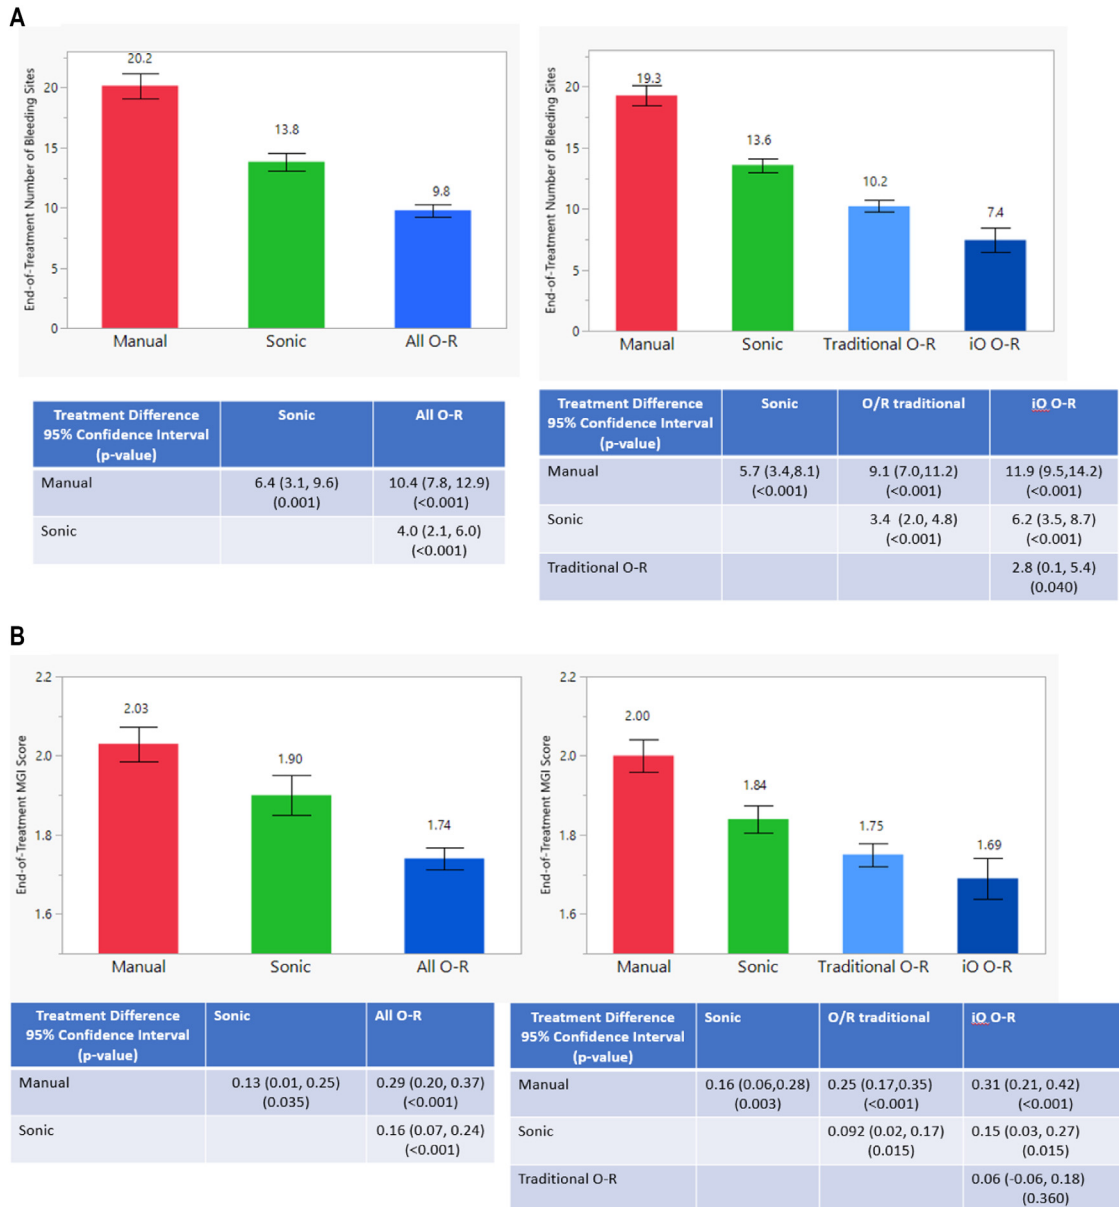 A
End-of-Treatment Number of Bleeding Sites
20
15
10
5
0
20.2
13.8
9.8
Manual Sonic All O-R
End-of-Treatment Number of Bleeding Sites
20
15
10
5
0
19.3
13.6
10.2
7.4
Manual Sonic Traditional O-R iO O-R
Treatment Difference
95% Confidence Interval
(p-value)
Sonic All O-R
Manual 6.4 (3.1, 9.6) 10.4 (7.8, 12.9)
(0.001) (<0.001)
Sonic 4.0 (2.1, 6.0)
(<0.001)
Treatment Difference
95% Confidence Interval
(p-value)
Sonic O/R traditional iO O-R
Manual 5.7 (3.4,8.1) 9.1 (7.0,11.2) 11.9 (9.5,14.2)
(<0.001) (<0.001) (<0.001)
Sonic 3.4 (2.0, 4.8) 6.2 (3.5, 8.7)
(<0.001) (<0.001)
Traditional O-R 2.8 (0.1, 5.4)
(0.040)
B
End-of-Treatment MGI Score
2.2
2.0
1.8
1.6
2.03
1.90
1.74
Manual Sonic All O-R
End-of-Treatment MGI Score
2.2
2.0
1.8
1.6
2.00
1.84
1.75
1.69
Manual Sonic Traditional O-R iO O-R
Treatment Difference
95% Confidence Interval
(p-value)
Sonic All O-R
Manual 0.13 (0.01, 0.25) 0.29 (0.20, 0.37)
(0.035) (<0.001)
Sonic 0.16 (0.07, 0.24)
(<0.001)
Treatment Difference
95% Confidence Interval
(p-value)
Sonic O/R traditional iO O-R
Manual 0.16 (0.06,0.28) 0.25 (0.17,0.35) 0.31 (0.21, 0.42)
(0.003) (<0.001) (<0.001)
Sonic 0.092 (0.02, 0.17) 0.15 (0.03, 0.27)
(0.015) (0.015)
Traditional O-R 0.06 (-0.06, 0.18)
(0.360)